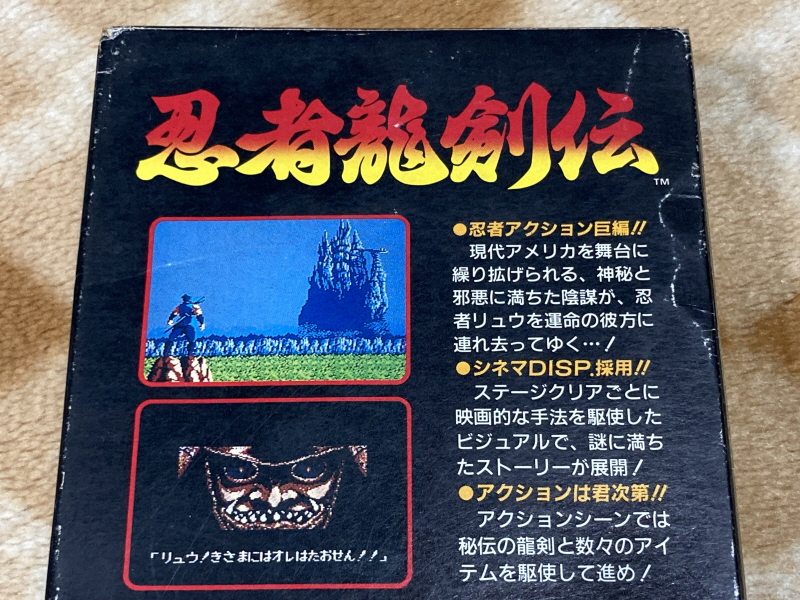 忍者龍剣伝
TM
●忍者アクション巨編!!
現代アメリカを舞台に
繰り拡げられる、神秘と
邪悪に満ちた陰謀が、忍
者リュウを運命の彼方に
連れ去ってゆく…!
●シネマDISP.採用!!
ステージクリアごとに
映画的な手法を駆使した
ビジュアルで、謎に満ち
たストーリーが展開!
●アクションは君次第!!
アクションシーンでは
秘伝の龍剣と数々のアイ
テムを駆使して進め!
「リュウ!きさまにはオレはたおせん!!」